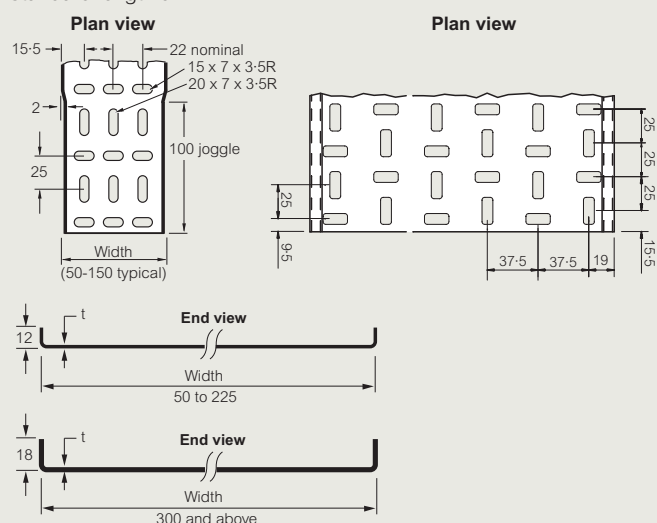 Plan view
Plan view
15·5
22 nominal
15 x 7 x 3·5R
20 x 7 x 3·5R
2
100 joggle
25
Width
(50-150 typical)
25
25
25
25
9·5
15·5
37·5
37·5
19
t
End view
12
Width
50 to 225
t
End view
18
Width
300 and above